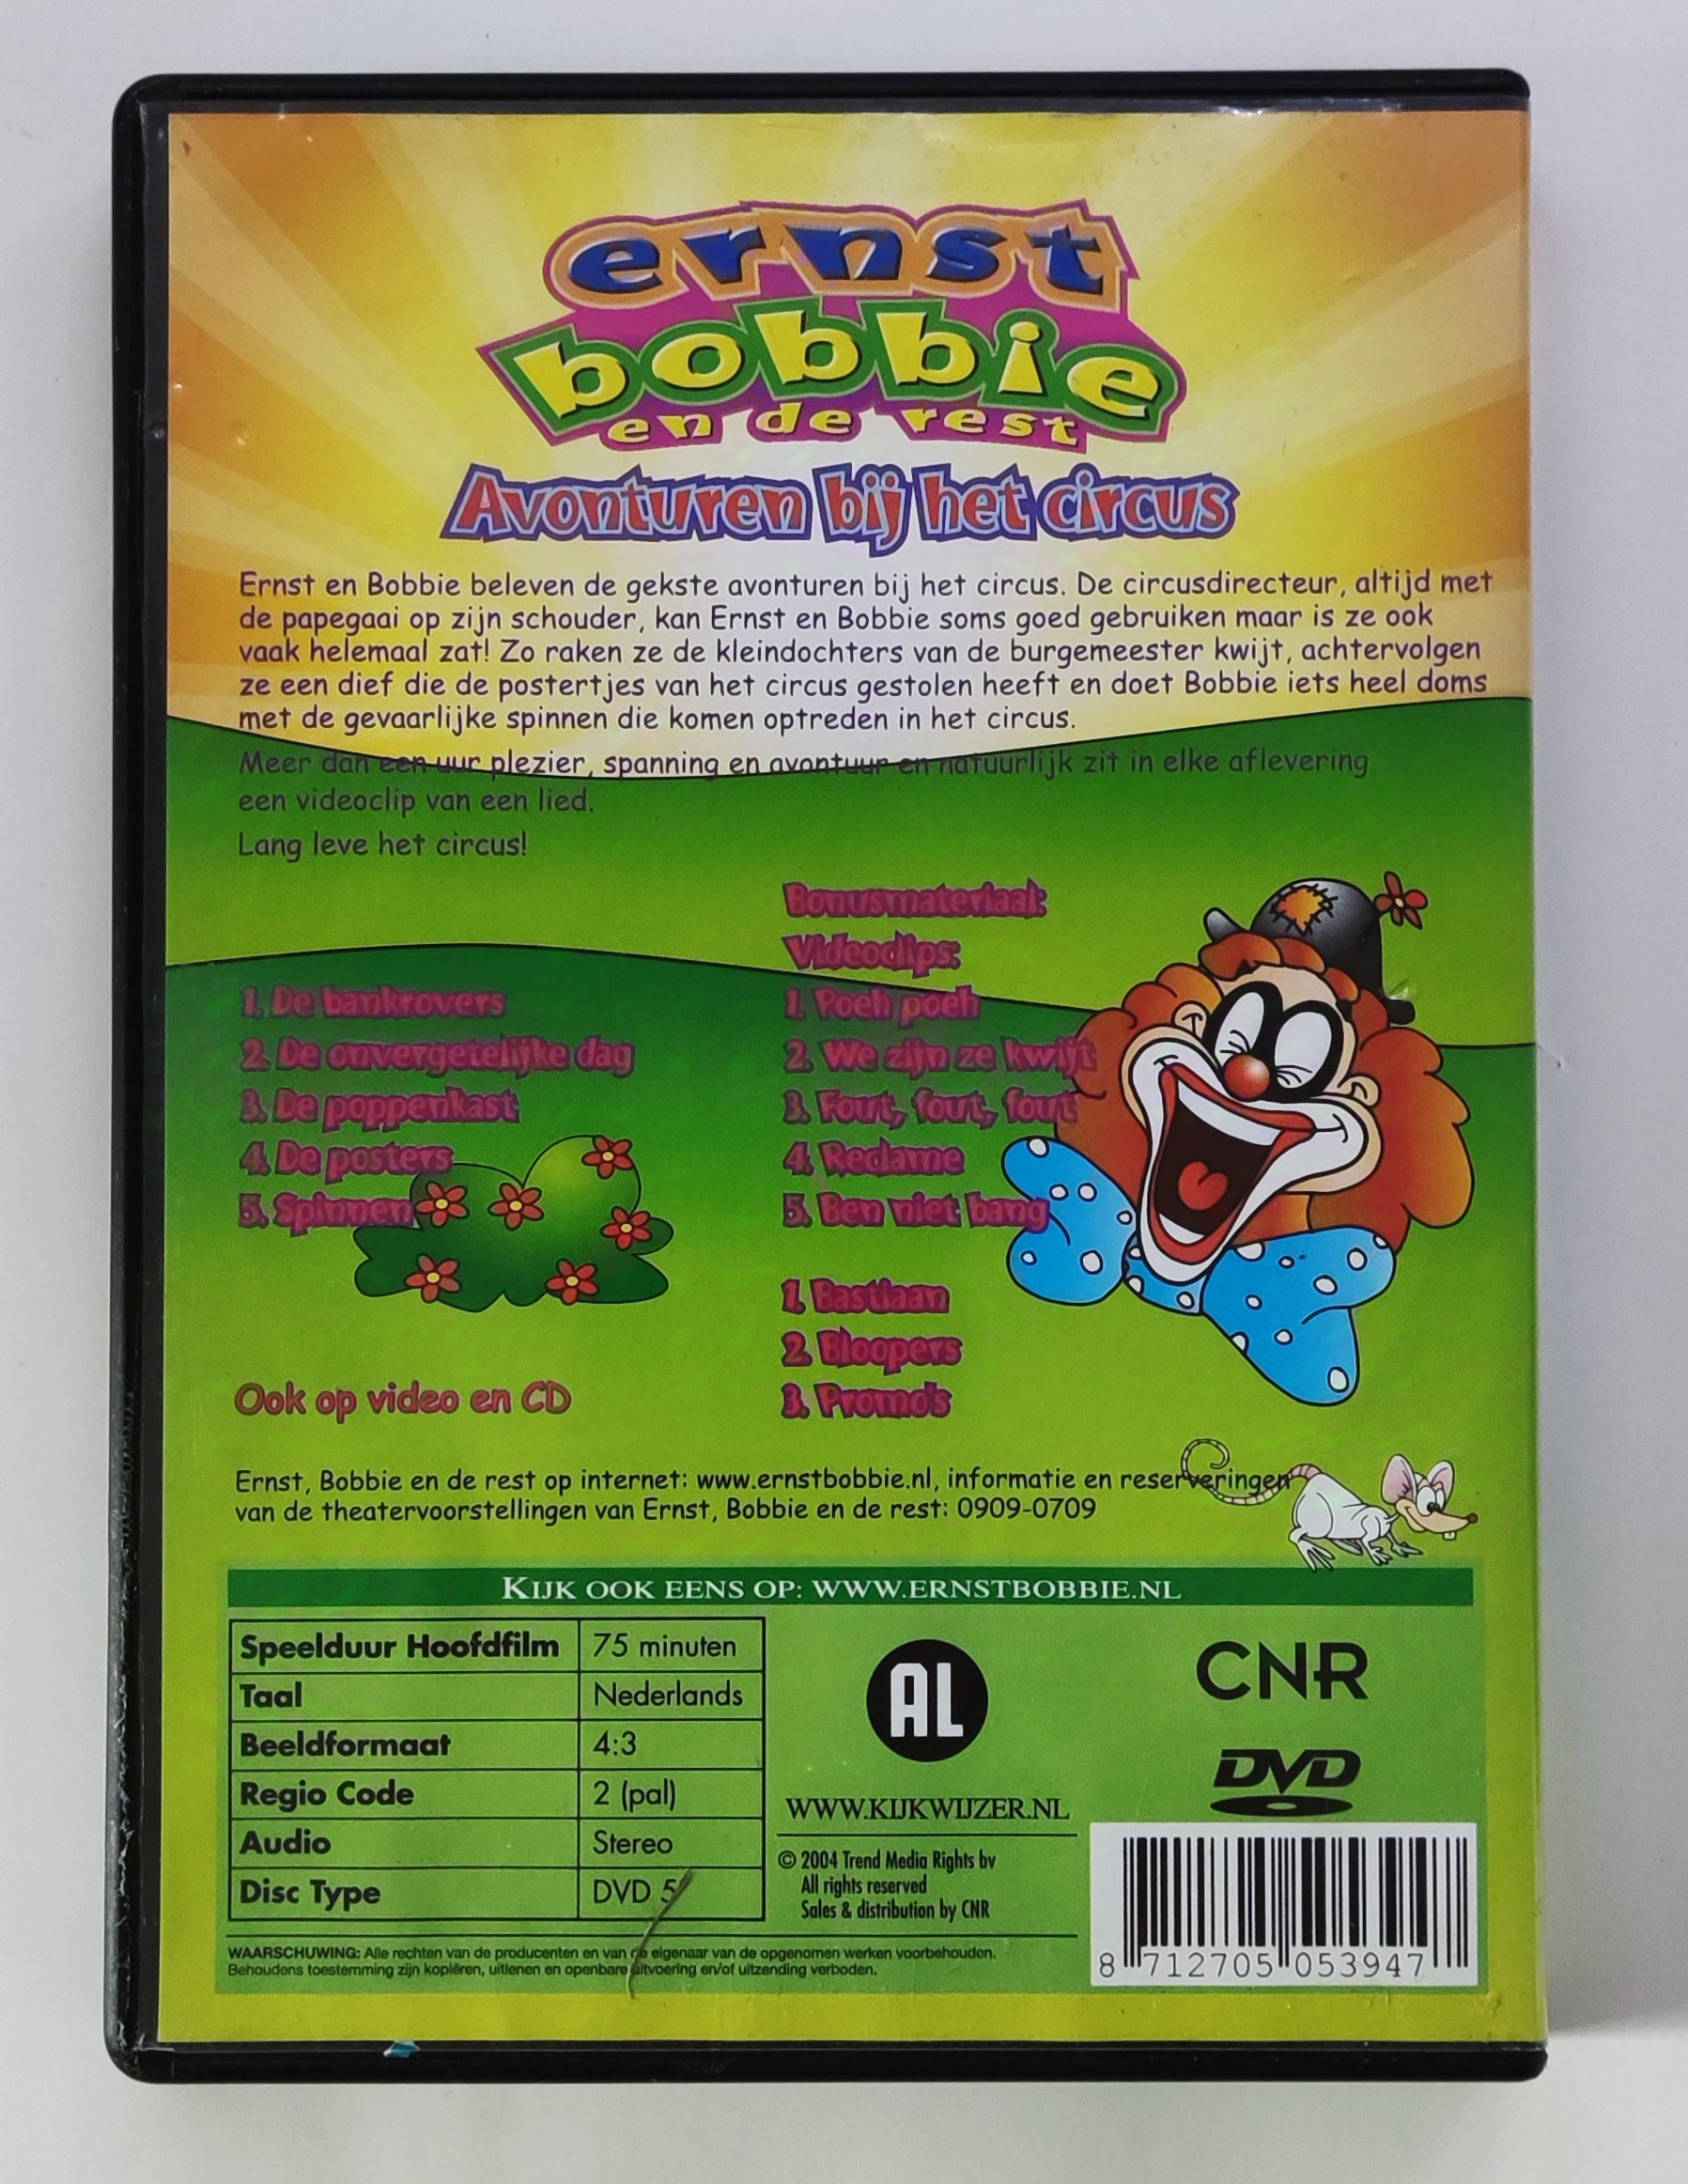 ernst
bobbie
en de rest
Avonturen bij het circus
Ernst en Bobbie beleven de gekste avonturen bij het circus. De circusdirecteur, altijd met
de papegaai op zijn schouder, kan Ernst en Bobbie soms goed gebruiken maar is ze ook
vaak helemaal zat! Zo raken ze de kleindochters van de burgemeester kwijt, achtervolgen
ze een dief die de postertjes van het circus gestolen heeft en doet Bobbie iets heel doms
met de gevaarlijke spinnen die komen optreden in het circus.
Meer dan een uur plezier, spanning en avontuur en natuurlijk zit in elke aflevering
een videoclip van een lied.
Lang leve het circus!
1. De bankrovers
2. De onvergetelijke dag
3. De poppenkast
4. De posters
5. Spinnen
Ook op video en CD
Bonusmateriaal:
Videoclips:
1. Poeh poeh
2. We zijn ze kwijt
3. Fout, fout, fout
4. Reclame
5. Ben niet bang
1. Bastiaan
2. Bloopers
3. Promo's
Ernst, Bobbie en de rest op internet: www.ernstbobbie.nl, informatie en reserveringen
van de theatervoorstellingen van Ernst, Bobbie en de rest: 0909-0709
KIJK OOK EENS OP: WWW.ERNSTBOBBIE.NL
Speelduur Hoofdfilm 75 minuten
Taal Nederlands
Beeldformaat 4:3
Regio Code 2 (pal)
Audio Stereo
Disc Type DVD 5
AL
WWW.KIJKWIJZER.NL
© 2004 Trend Media Rights bv
All rights reserved
Sales & distribution by CNR
CNR
DVD
WAARSCHUWING: Alle rechten van de producenten en van de eigenaar van de opgenomen werken voorbehouden.
Behoudens toestemming zijn kopiëren, uitlenen en openbare uitvoering en/of uitzending verboden.
8 712705 053947